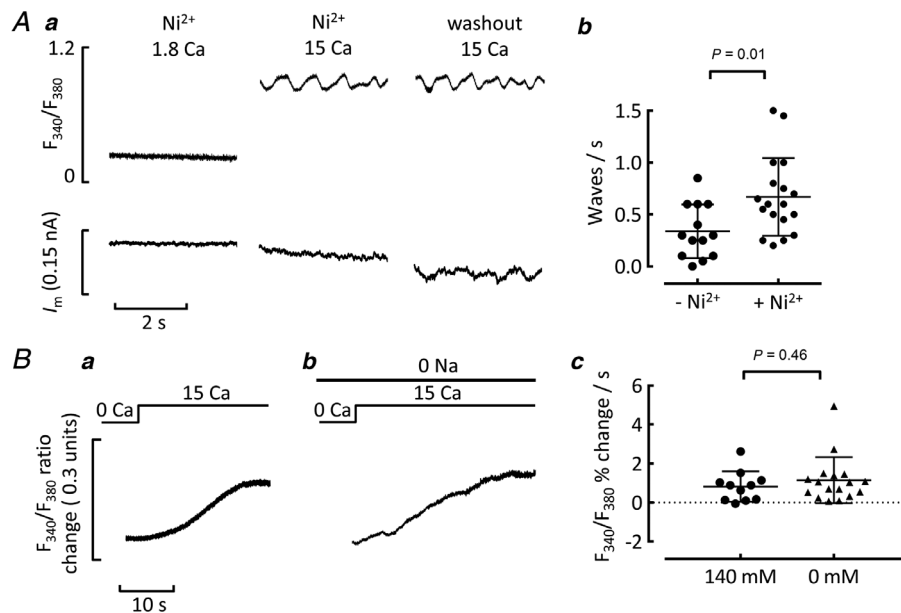 A a
Ni2+ Ni2+ washout
1.8 Ca 15 Ca 15 Ca
1.2
F340/F380
0
Im (0.15 nA)
2 s
b
P = 0.01
Waves / s
1.5
1.0
0.5
0.0
- Ni2+ + Ni2+
B a
0 Ca 15 Ca
F340/F380 ratio
change ( 0.3 units)
10 s
b
0 Na
0 Ca 15 Ca
c
P = 0.46
F340/F380 % change / s
6
4
2
0
-2
140 mM 0 mM